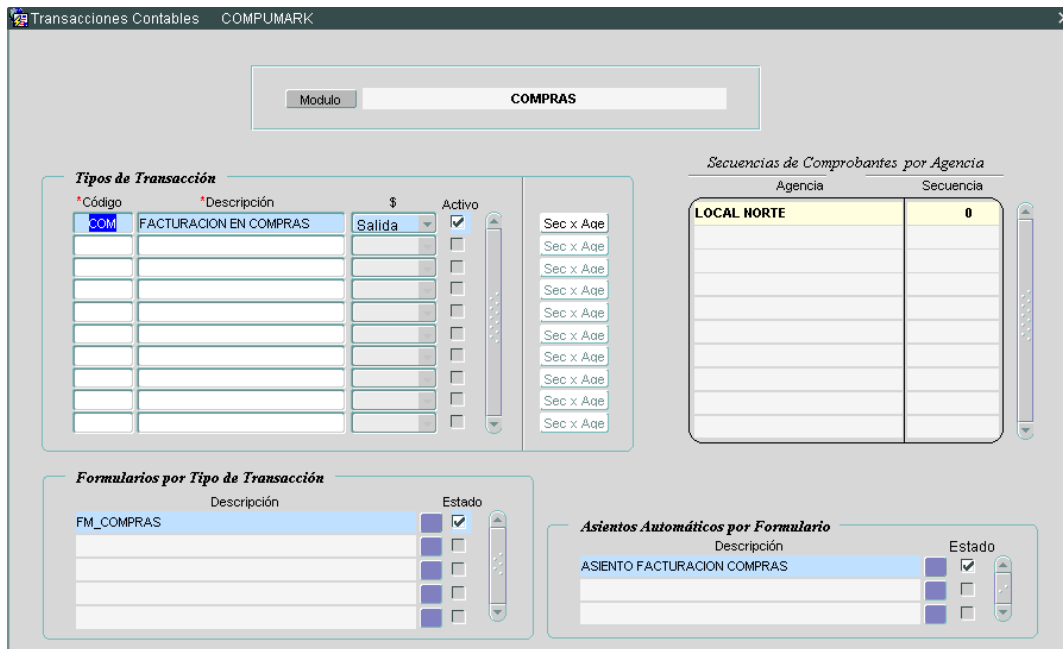 Transacciones Contables COMPUMARK
Modulo COMPRAS
Secuencias de Comprobantes por Agencia
Agencia Secuencia
LOCAL NORTE 0
Tipos de Transacción
*Código *Descripción $ Activo
COM FACTURACION EN COMPRAS Salida Sec x Age
Sec x Age
Sec x Age
Sec x Age
Sec x Age
Sec x Age
Sec x Age
Sec x Age
Sec x Age
Sec x Age
Formularios por Tipo de Transacción
Descripción Estado
FM_COMPRAS
Asientos Automáticos por Formulario
Descripción Estado
ASIENTO FACTURACION COMPRAS